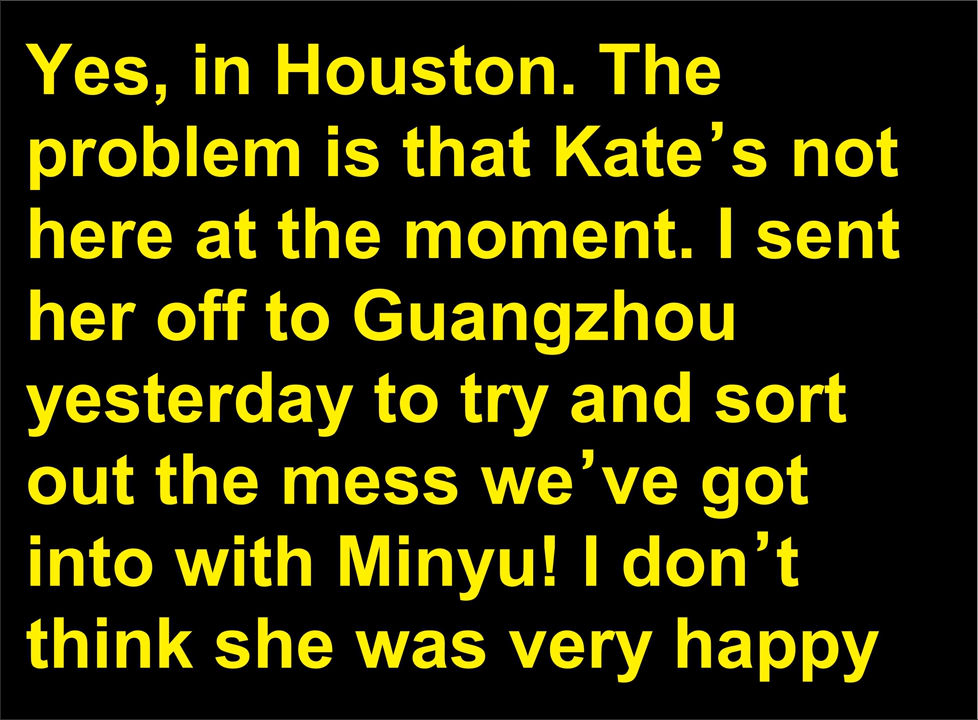 Yes, in Houston. The
problem is that Kate’s not
here at the moment. I sent
her off to Guangzhou
yesterday to try and sort
out the mess we’ve got
into with Minyu! I don’t
think she was very happy